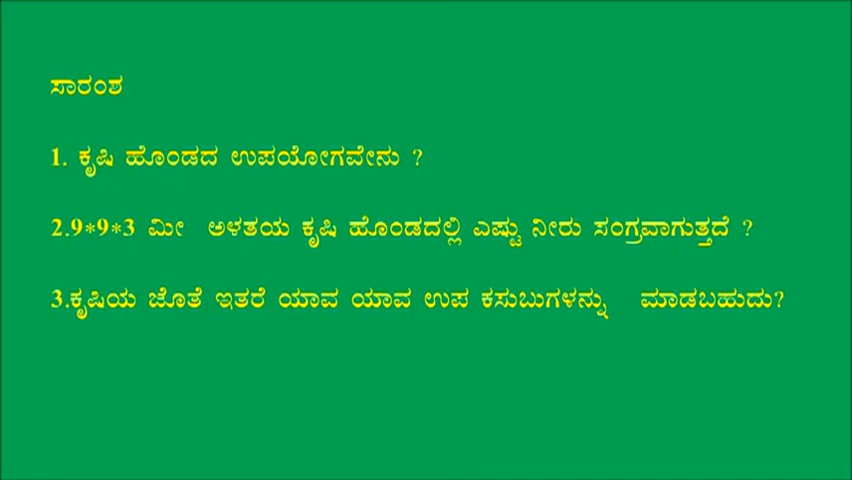 ಸಾರಂಶ
1. ಕೃಷಿ ಹೊಂಡದ ಉಪಯೋಗವೇನು ?
2.9*9*3 ಮೀ ಅಳತಯ ಕೃಷಿ ಹೊಂಡದಲ್ಲಿ ಎಷ್ಟು ನೀರು ಸಂಗ್ರವಾಗುತ್ತದೆ ?
3.ಕೃಷಿಯ ಜೊತೆ ಇತರೆ ಯಾವ ಯಾವ ಉಪ ಕಸುಬುಗಳನ್ನು ಮಾಡಬಹುದು?